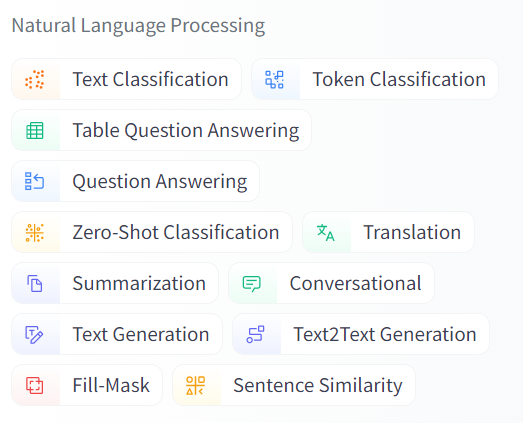 Natural Language Processing
Text Classification Token Classification
Table Question Answering
Question Answering
Zero-Shot Classification Translation
Summarization Conversational
Text Generation Text2Text Generation
Fill-Mask Sentence Similarity